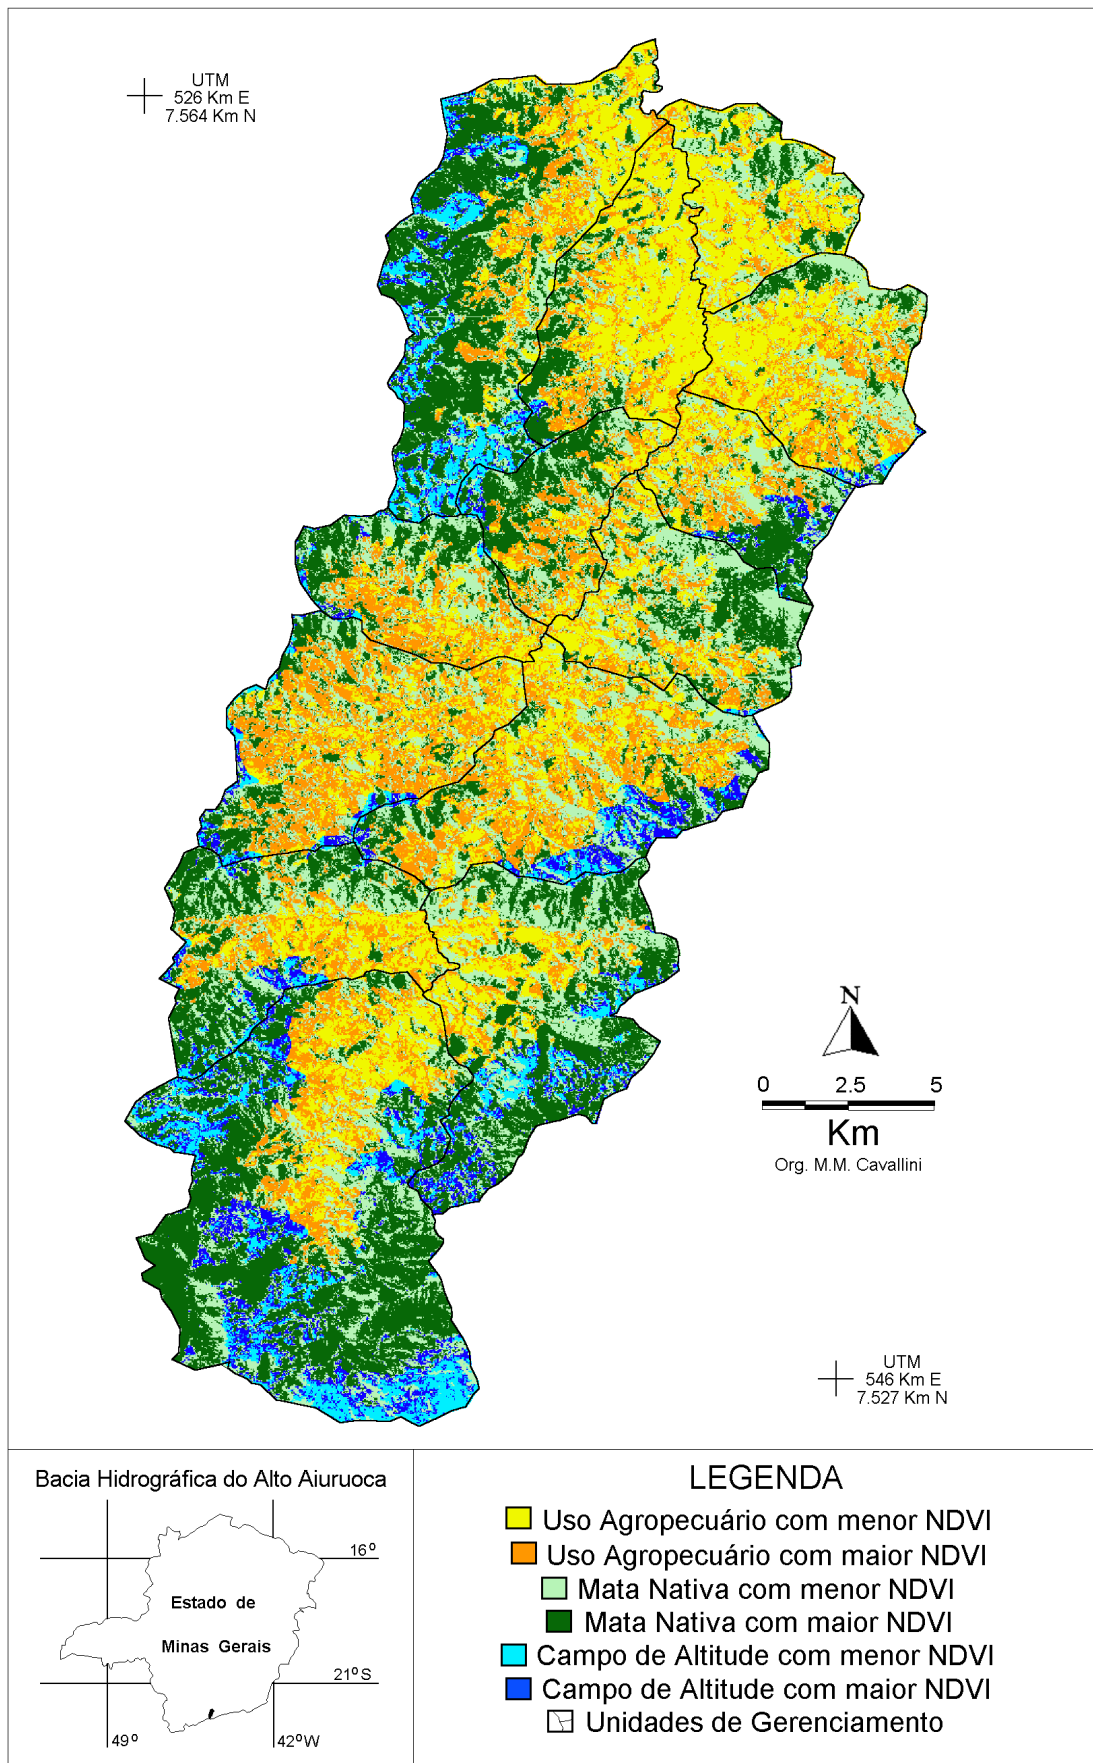 UTM
526 Km E
7.564 Km N
N
0 2.5 5
Km
Org. M.M. Cavallini
UTM
546 Km E
7.527 Km N
Bacia Hidrográfica do Alto Aiuruoca
16º
Estado de
Minas Gerais
21º S
49º
42º W
LEGENDA
Uso Agropecuário com menor NDVI
Uso Agropecuário com maior NDVI
Mata Nativa com menor NDVI
Mata Nativa com maior NDVI
Campo de Altitude com menor NDVI
Campo de Altitude com maior NDVI
Unidades de Gerenciamento